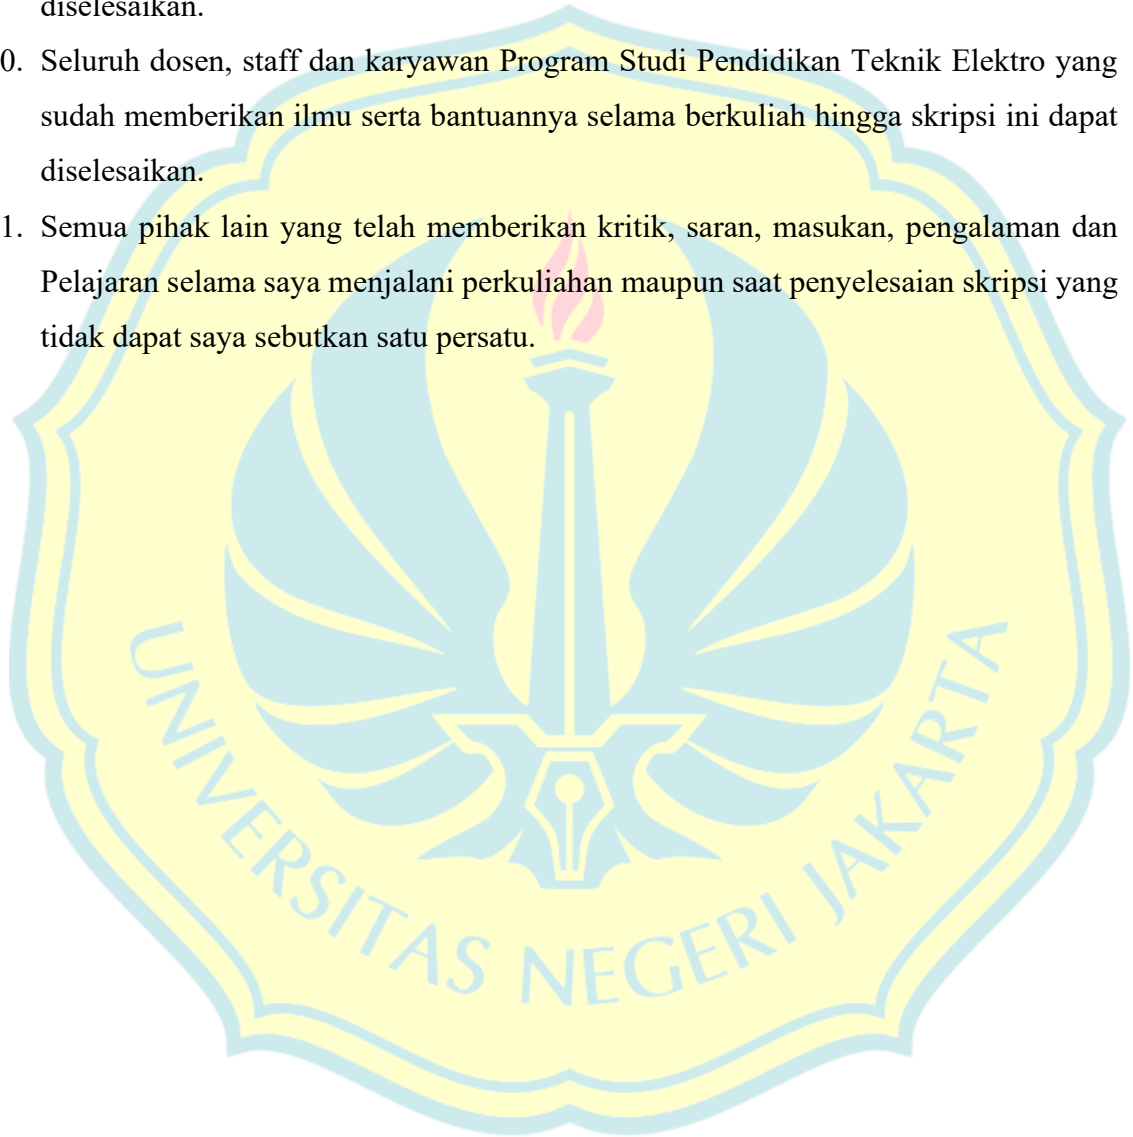 diselesaikan.
0. Seluruh dosen, staff dan karyawan Program Studi Pendidikan Teknik Elektro yang
sudah memberikan ilmu serta bantuannya selama berkuliah hingga skripsi ini dapat
diselesaikan.
1. Semua pihak lain yang telah memberikan kritik, saran, masukan, pengalaman dan
Pelajaran selama saya menjalani perkuliahan maupun saat penyelesaian skripsi yang
tidak dapat saya sebutkan satu persatu.
UNIVERSITAS NEGERI JAKARTA